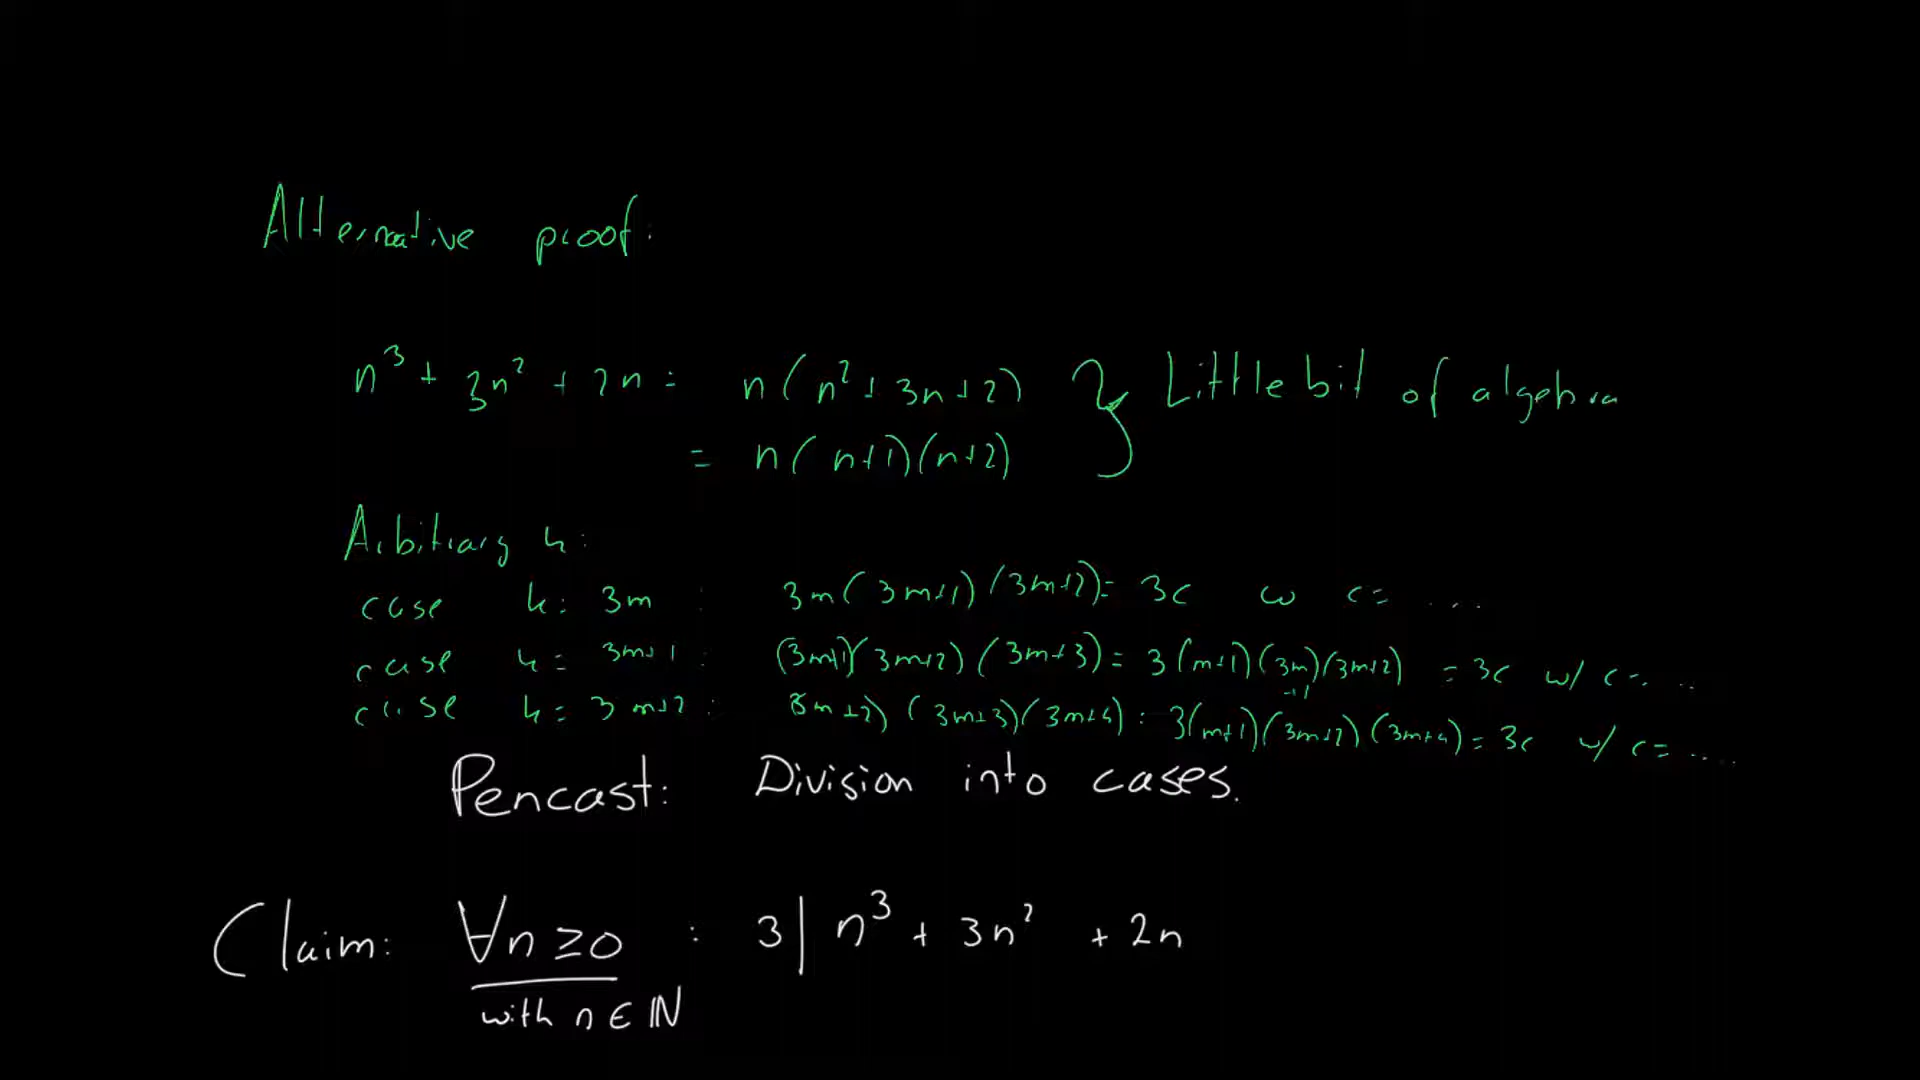 Alternative proof:
n³ + 3n² + 2n = n(n² + 3n + 2) } Little bit of algebra
= n(n+1)(n+2)
Arbitrary k:
case k = 3m : 3m(3m+1)(3m+2) = 3c w c = ...
case k = 3m+1 : (3m+1)(3m+2)(3m+3) = 3(m+1)(3m+1)(3m+2) = 3c w/ c = ...
case k = 3m+2 : 3m+2)(3m+3)(3m+4) = 3(m+1)(3m+2)(3m+4) = 3c w/ c = ....
Pencast: Division into cases.
Claim: ∀n ≥ 0 : 3 | n³ + 3n² + 2n
with n ∈ ℕ